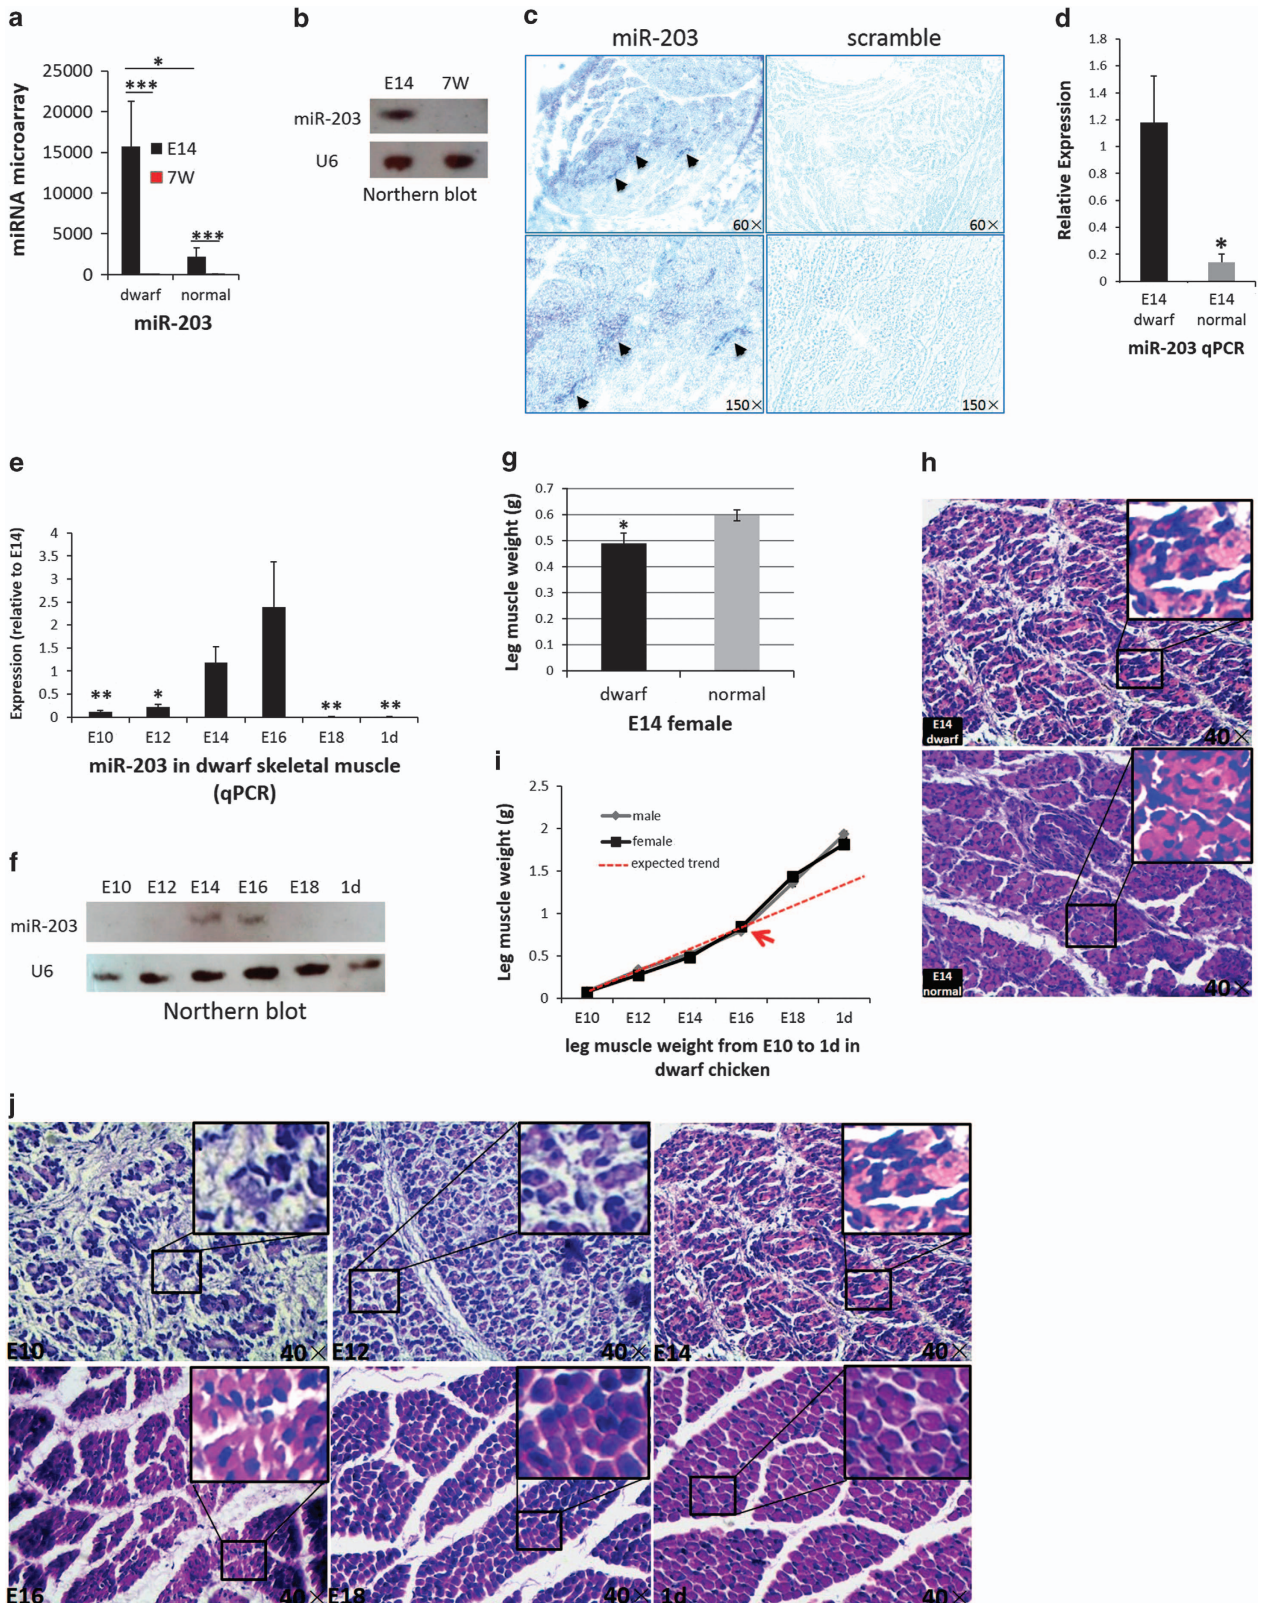 a
*
25000
***
20000
E14
15000
7W
10000
***
5000
0
miRNA microarray
dwarf normal
miR-203
b
E14 7W
miR-203
U6
Northern blot
c
miR-203 scramble
60×
60×
150×
150×
d
1.8
1.6
1.4
1.2
1
0.8
0.6
0.4
0.2
0
*
Relative Expression
E14 E14
dwarf normal
miR-203 qPCR
e
4
3.5
3
2.5
2
1.5
1
0.5
0
Expression (relative to E14)
** * ** **
E10 E12 E14 E16 E18 1d
miR-203 in dwarf skeletal muscle
(qPCR)
f
E10 E12 E14 E16 E18 1d
miR-203
U6
Northern blot
g
0.7
0.6
0.5
0.4
0.3
0.2
0.1
0
*
Leg muscle weight (g)
dwarf normal
E14 female
h
E14
dwarf
40×
E14
normal
40×
i
2.5
2
1.5
1
0.5
0
Leg muscle weight (g)
male
female
expected trend
E10 E12 E14 E16 E18 1d
leg muscle weight from E10 to 1d in
dwarf chicken
j
E10 40×
E12 40×
E14 40×
E16 40×
E18 40×
1d 40×